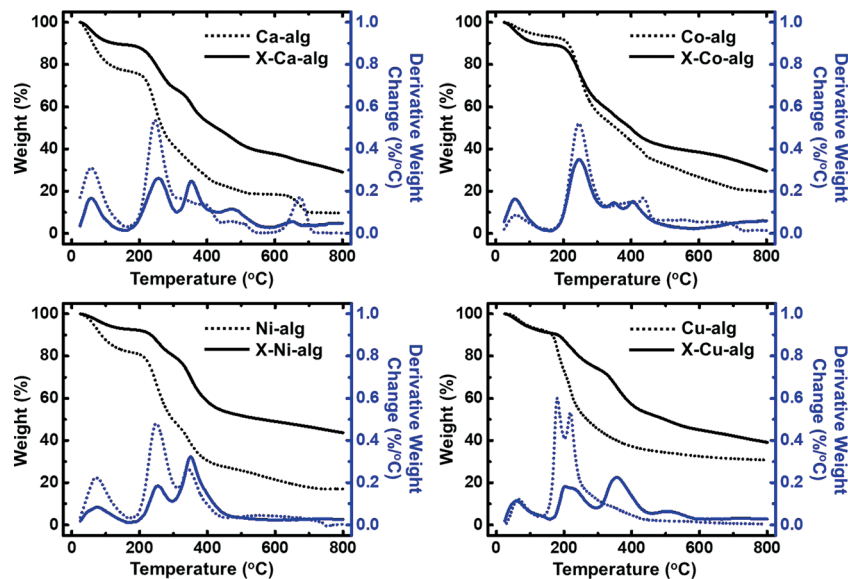 Ca-alg
X-Ca-alg
100
80
60
40
20
0
Weight (%)
1.0
0.8
0.6
0.4
0.2
0.0
Derivative Weight
Change (%/°C)
0 200 400 600 800
Temperature (°C)
Co-alg
X-Co-alg
100
80
60
40
20
0
Weight (%)
1.0
0.8
0.6
0.4
0.2
0.0
Derivative Weight
Change (%/°C)
0 200 400 600 800
Temperature (°C)
Ni-alg
X-Ni-alg
100
80
60
40
20
0
Weight (%)
1.0
0.8
0.6
0.4
0.2
0.0
Derivative Weight
Change (%/°C)
0 200 400 600 800
Temperature (°C)
Cu-alg
X-Cu-alg
100
80
60
40
20
0
Weight (%)
1.0
0.8
0.6
0.4
0.2
0.0
Derivative Weight
Change (%/°C)
0 200 400 600 800
Temperature (°C)